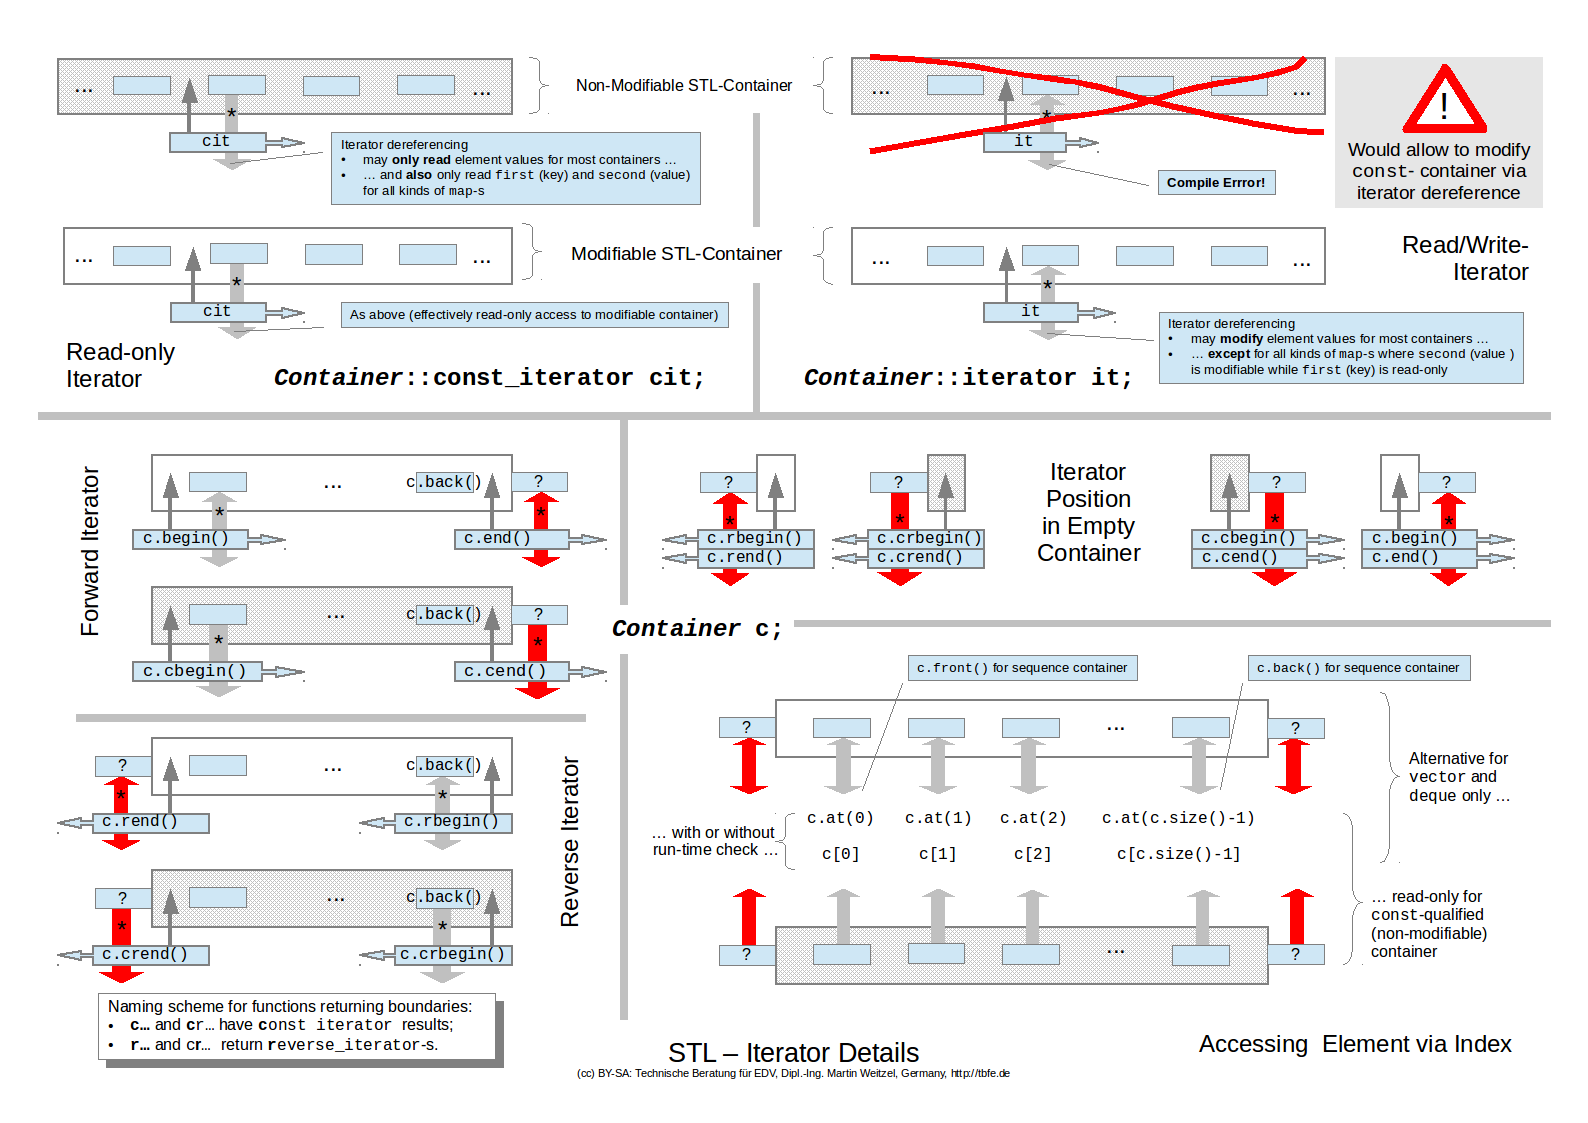 ... ...
*
cit
Non-Modifiable STL-Container
Iterator dereferencing
• may only read element values for most containers …
• … and also only read first (key) and second (value)
for all kinds of map-s
... ...
*
it
Compile Errror!
!
Would allow to modify
const- container via
iterator dereference
... ...
*
cit
Modifiable STL-Container
As above (effectively read-only access to modifiable container)
Read-only
Iterator
Container::const_iterator cit;
... ...
*
it
Read/Write-
Iterator
Iterator dereferencing
• may modify element values for most containers …
• … except for all kinds of map-s where second (value )
is modifiable while first (key) is read-only
Container::iterator it;
Forward Iterator
... c.back() ?
* *
c.begin() c.end()
... c.back() ?
* *
c.cbegin() c.cend()
? ?
* *
c.rbegin() c.crbegin()
c.rend() c.crend()
Iterator
Position
in Empty
Container
? ?
* *
c.cbegin() c.begin()
c.cend() c.end()
Container c;
Reverse Iterator
? ... c.back()
* *
c.rend() c.rbegin()
? ... c.back()
* *
c.crend() c.crbegin()
Naming scheme for functions returning boundaries:
• c… and cr… have const iterator results;
• r… and cr… return reverse_iterator-s.
c.front() for sequence container
c.back() for sequence container
? ... ?
Alternative for
vector and
deque only …
… with or without
run-time check …
c.at(0) c.at(1) c.at(2) c.at(c.size()-1)
c[0] c[1] c[2] c[c.size()-1]
… read-only for
const-qualified
(non-modifiable)
container
? ... ?
Accessing Element via Index
STL – Iterator Details
(cc) BY-SA: Technische Beratung für EDV, Dipl.-Ing. Martin Weitzel, Germany, http://tbfe.de